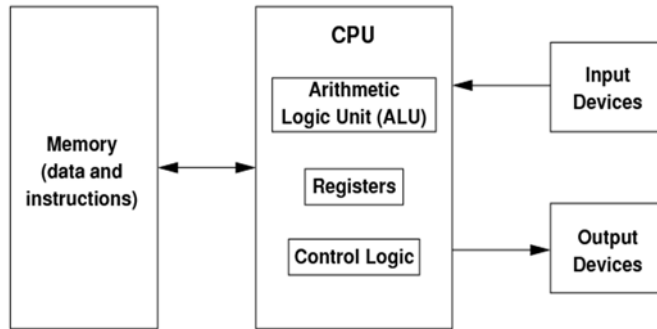 Memory
(data and
instructions)
CPU
Arithmetic
Logic Unit (ALU)
Registers
Control Logic
Input
Devices
Output
Devices